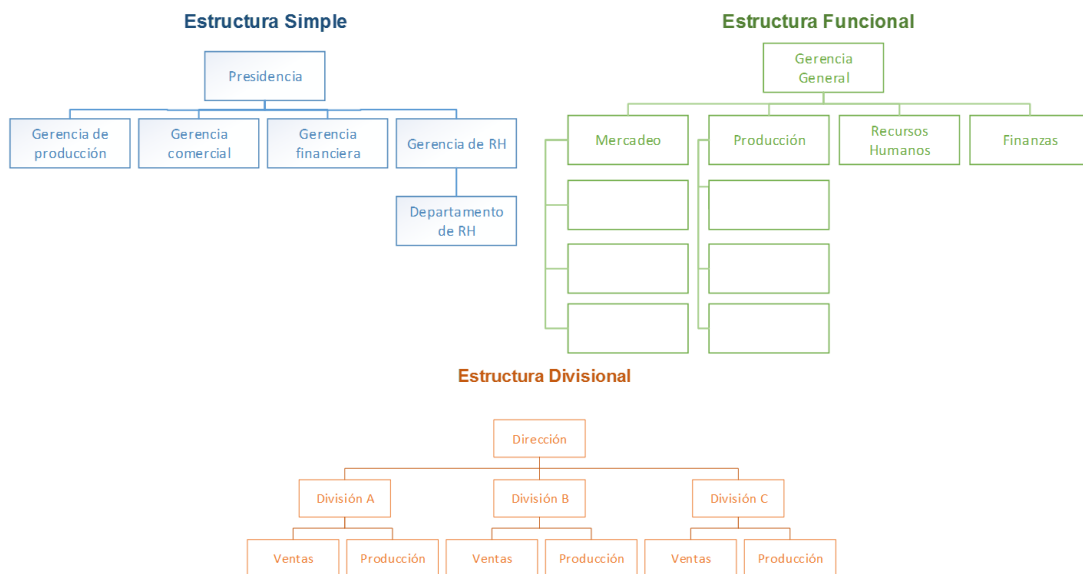 Estructura Simple
Presidencia
Gerencia de
producción
Gerencia
comercial
Gerencia
financiera
Gerencia de RH
Departamento
de RH
Estructura Funcional
Gerencia
General
Mercadeo
Producción
Recursos
Humanos
Finanzas
Estructura Divisional
Dirección
División A
División B
División C
Ventas
Producción
Ventas
Producción
Ventas
Producción